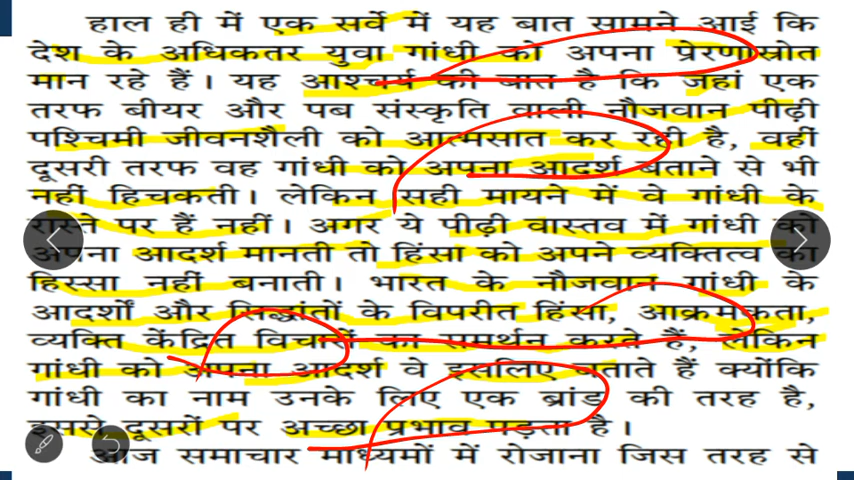 हाल ही में एक सर्वे में यह बात सामने आई कि
देश के अधिकतर युवा गांधी को अपना प्रेरणास्रोत
मान रहे हैं। यह आश्चर्य की बात है कि जहां एक
तरफ बीयर और पब संस्कृति वाली नौजवान पीढ़ी
पश्चिमी जीवनशैली को आत्मसात कर रही है, वहीं
दूसरी तरफ वह गांधी को अपना आदर्श बताने से भी
नहीं हिचकती। लेकिन सही मायने में वे गांधी के
रास्ते पर हैं नहीं। अगर ये पीढ़ी वास्तव में गांधी को
अपना आदर्श मानती तो हिंसा को अपने व्यक्तित्व का
हिस्सा नहीं बनाती। भारत के नौजवान गांधी के
आदर्शों और सिद्धांतों के विपरीत हिंसा, आक्रमकता,
व्यक्ति केंद्रित विचारों का समर्थन करते हैं, लेकिन
गांधी को अपना आदर्श वे इसलिए बताते हैं क्योंकि
गांधी का नाम उनके लिए एक ब्रांड की तरह है,
इससे दूसरों पर अच्छा प्रभाव पड़ता है।
आज समाचार माध्यमों में रोजाना जिस तरह से